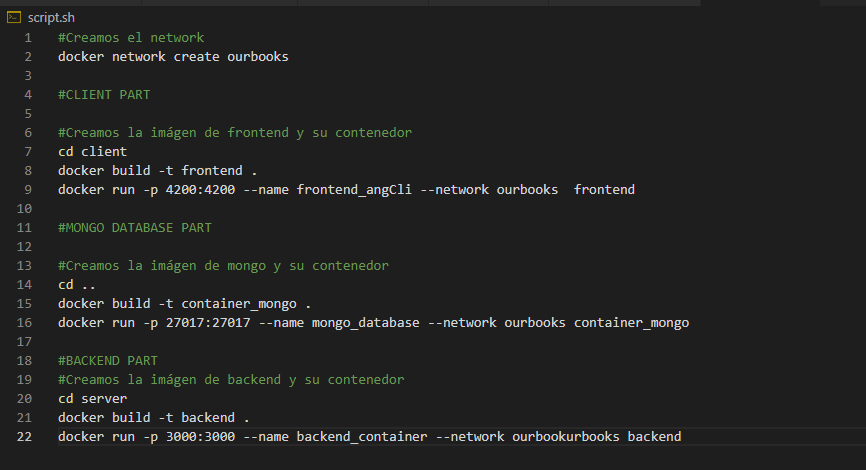 script.sh
1 #Creamos el network
2 docker network create ourbooks
3
4 #CLIENT PART
5
6 #Creamos la imágen de frontend y su contenedor
7 cd client
8 docker build -t frontend .
9 docker run -p 4200:4200 --name frontend_angCli --network ourbooks  frontend
10
11 #MONGO DATABASE PART
12
13 #Creamos la imágen de mongo y su contenedor
14 cd ..
15 docker build -t container_mongo .
16 docker run -p 27017:27017 --name mongo_database --network ourbooks container_mongo
17
18 #BACKEND PART
19 #Creamos la imágen de backend y su contenedor
20 cd server
21 docker build -t backend .
22 docker run -p 3000:3000 --name backend_container --network ourbookurbooks backend